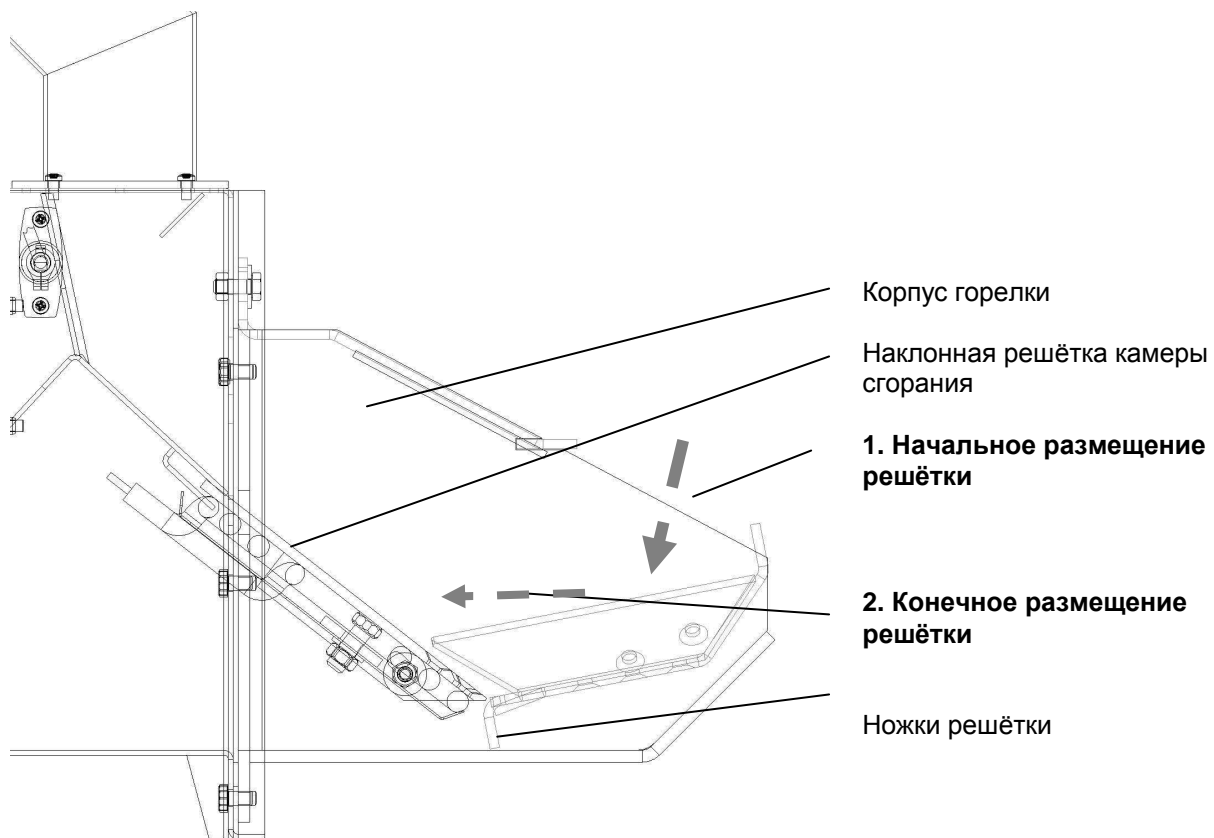 Корпус горелки
Наклонная решётка камеры
сгорания
1. Начальное размещение
решётки
2. Конечное размещение
решётки
Ножки решётки